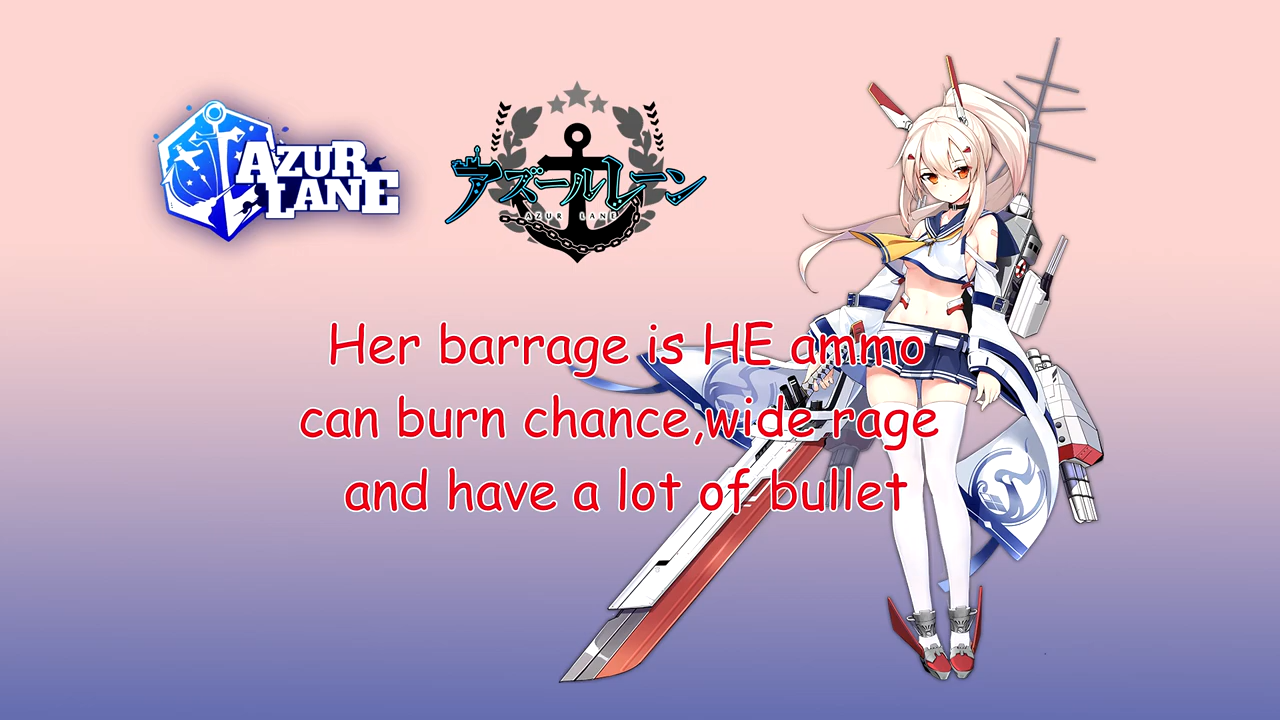 AZUR
LANE
アズールレーン
AZUR LANE
Her barrage is HE ammo
can burn chance,wide rage
and have a lot of bullet